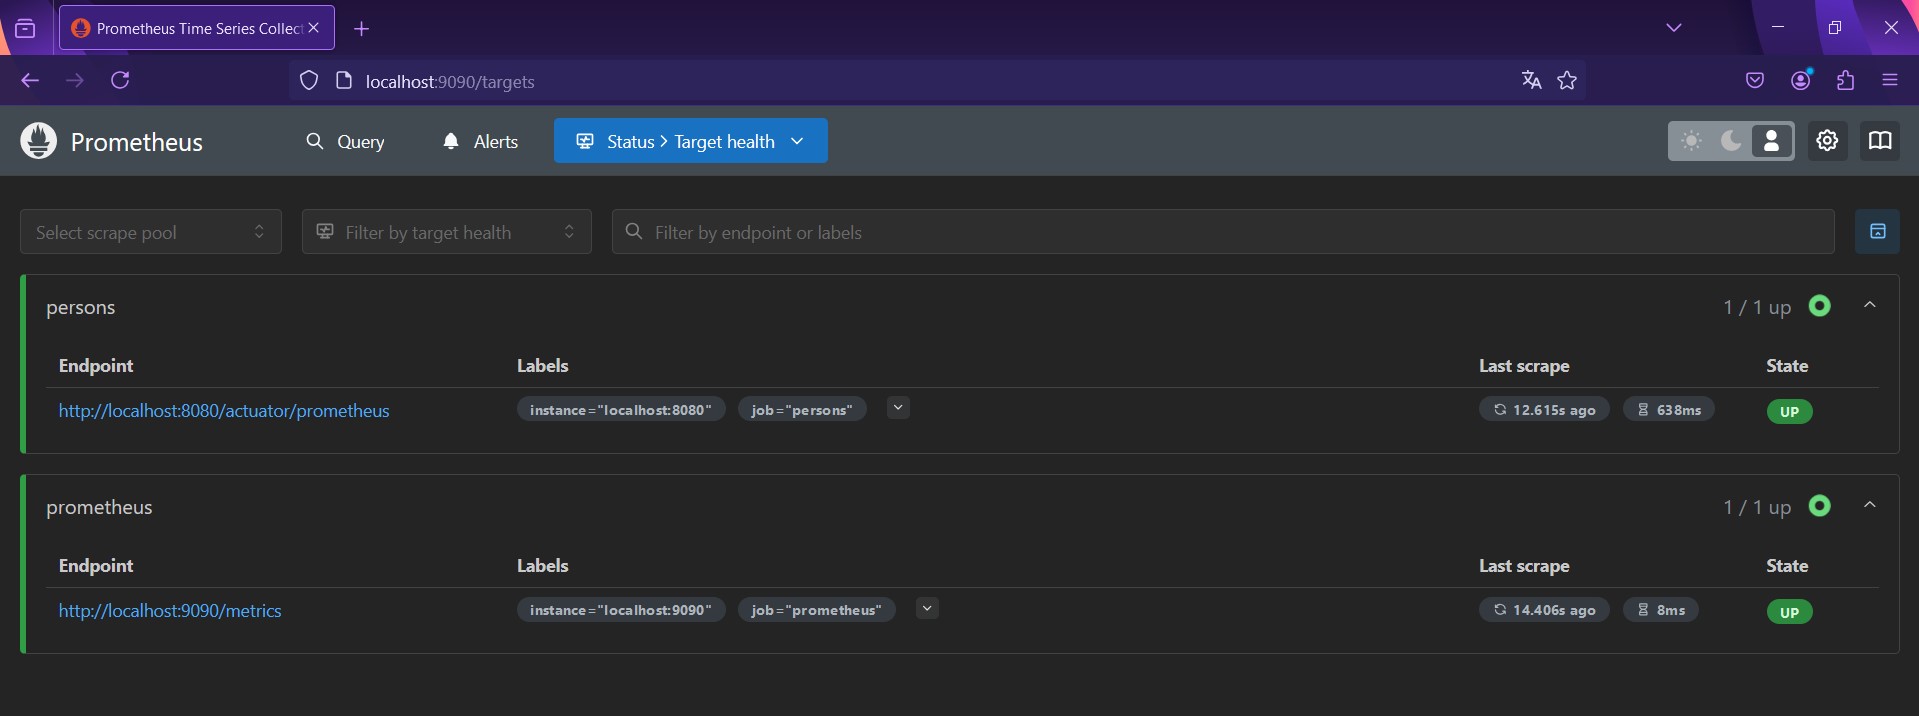 Prometheus Time Series Collect
localhost:9090/targets
Prometheus
Query
Alerts
Status > Target health
Select scrape pool
Filter by target health
Filter by endpoint or labels
persons
1 / 1 up
Endpoint Labels Last scrape State
http://localhost:8080/actuator/prometheus instance="localhost:8080" job="persons" 12.615s ago 638ms UP
prometheus
1 / 1 up
Endpoint Labels Last scrape State
http://localhost:9090/metrics instance="localhost:9090" job="prometheus" 14.406s ago 8ms UP